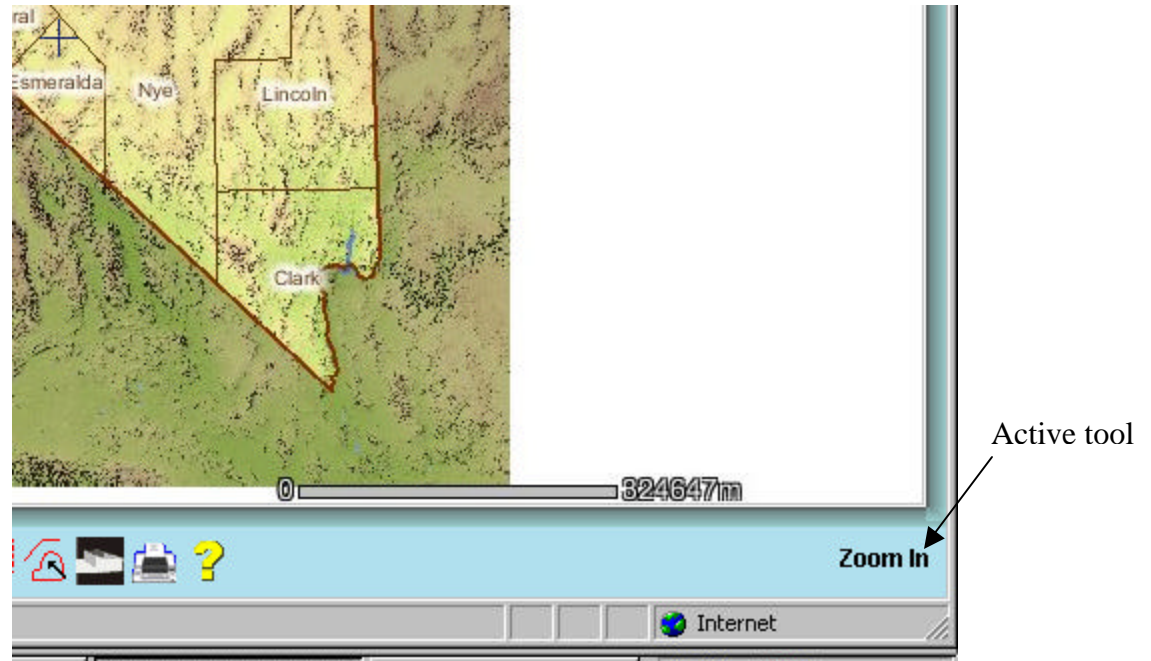 ral
Esmeralda
Nye
Lincoln
Clark
0 324647m
Active tool
?
Zoom In
Internet